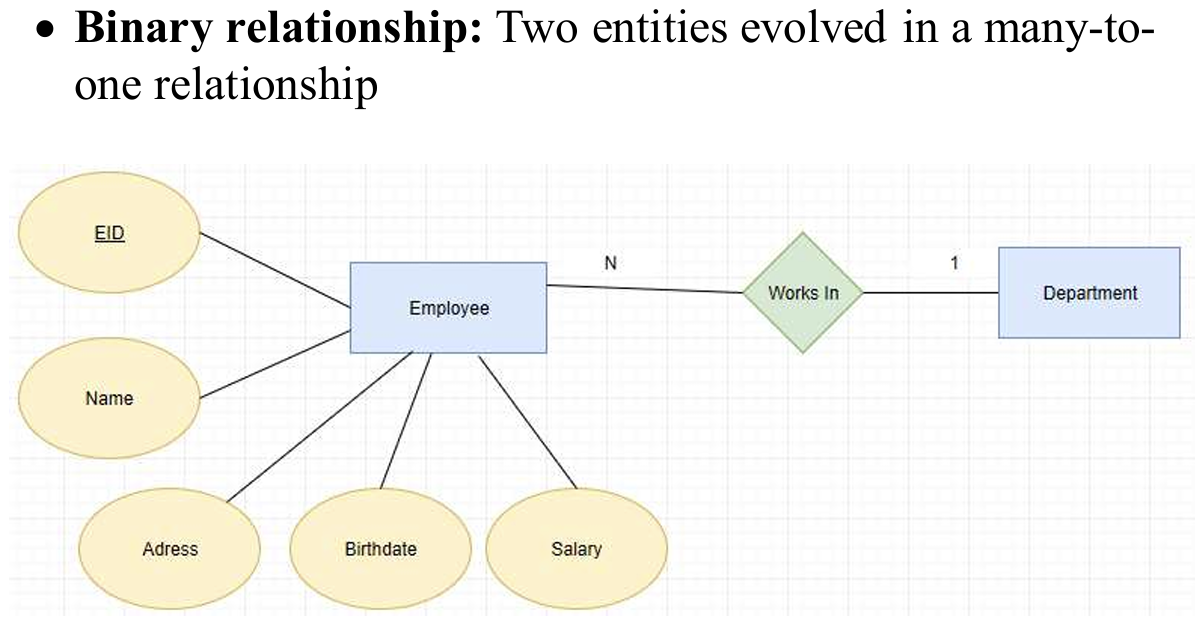 • Binary relationship: Two entities evolved in a many-to-
one relationship
EID
N
1
Employee
Works In
Department
Name
Adress
Birthdate
Salary